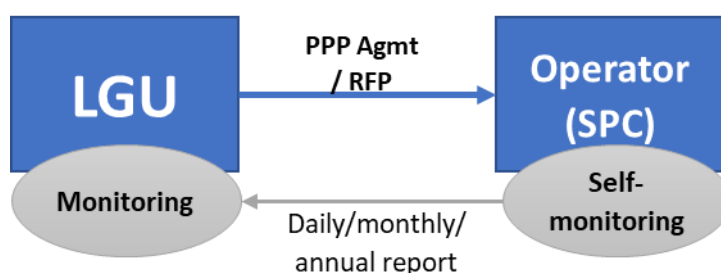 LGU
PPP Agmt
/ RFP
Operator
(SPC)
Monitoring
Self-
monitoring
Daily/monthly/
annual report